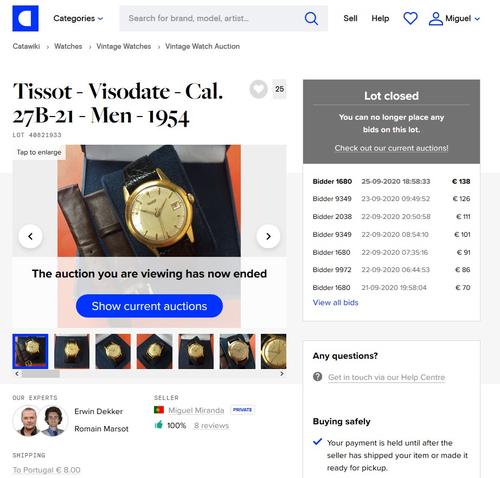 Categories
Search for brand, model, artist...
Sell
Help
Miguel
Catawiki > Watches > Vintage Watches > Vintage Watch Auction
Tissot - Visodate - Cal.
27B-21 - Men - 1954
25
LOT 40821933
Tap to enlarge
The auction you are viewing has now ended
Show current auctions
OUR EXPERTS
Erwin Dekker
Romain Marsot
SELLER
Miguel Miranda PRIVATE
100% 8 reviews
SHIPPING
To Portugal € 8.00
Lot closed
You can no longer place any
bids on this lot.
Check out our current auctions!
Bidder 1680 25-09-2020 18:58:33 € 138
Bidder 9349 23-09-2020 09:49:52 € 126
Bidder 2038 22-09-2020 20:50:58 € 111
Bidder 9349 22-09-2020 08:54:10 € 101
Bidder 1680 22-09-2020 07:35:16 € 91
Bidder 9972 22-09-2020 06:44:53 € 86
Bidder 1680 21-09-2020 19:58:04 € 70
View all bids
Any questions?
Get in touch via our Help Centre
Buying safely
Your payment is held until after the
seller has shipped your item or made it
ready for pickup.